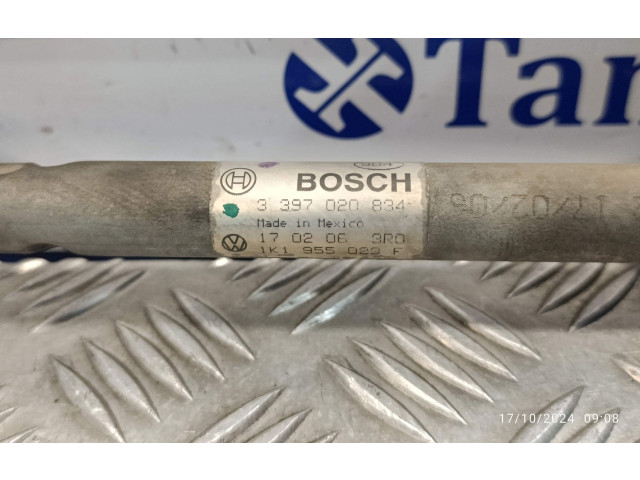 Tan
BOSCH
3 397 020 834
Made in Mexico
17 02 06 3R0
1K1 955 023 F
17/02/06
17/10/2024 09:08